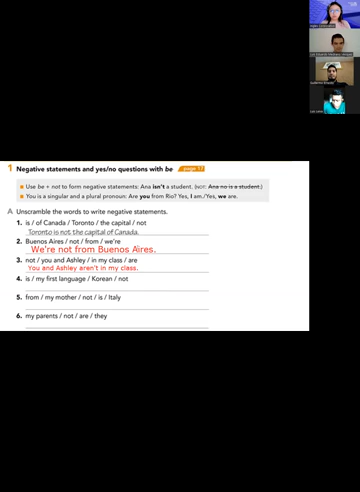 1 Negative statements and yes/no questions with be page 17
Use be + not to form negative statements: Ana isn't a student. (NOT: Ana no is a student.)
You is a singular and a plural pronoun: Are you from Rio? Yes, I am./Yes, we are.
A Unscramble the words to write negative statements.
1. is / of Canada / Toronto / the capital / not
Toronto is not the capital of Canada.
2. Buenos Aires / not / from / we're
We're not from Buenos Aires.
3. not / you and Ashley / in my class / are
You and Ashley aren't in my class.
4. is / my first language / Korean / not
5. from / my mother / not / is / Italy
6. my parents / not / are / they